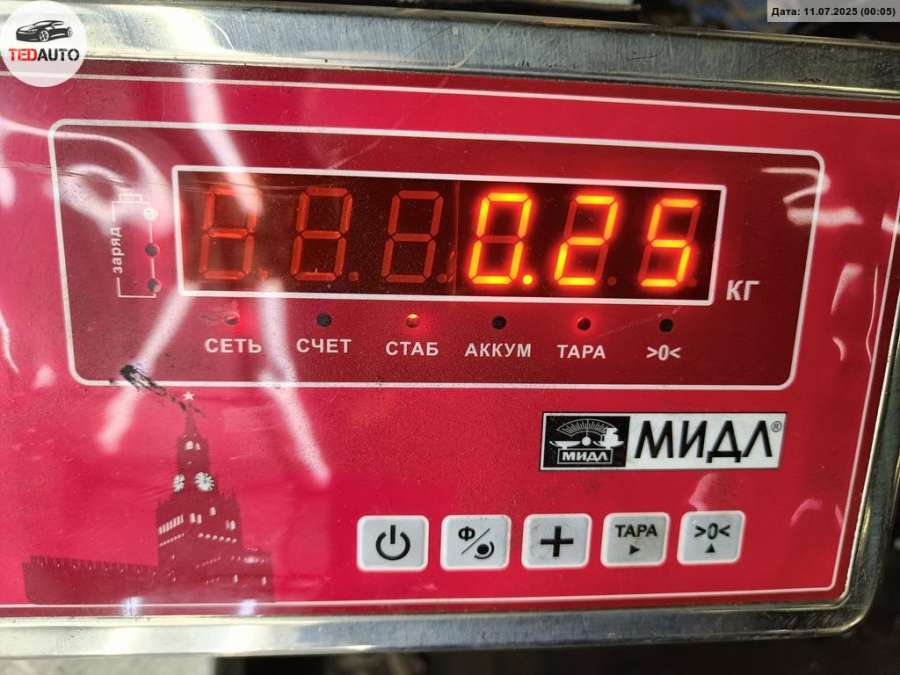 TEDAUTO
Дата: 11.07.2025 (00:05)
заряд
0.25
КГ
СЕТЬ СЧЕТ СТАБ АККУМ ТАРА >0<
МИДЛ МИДЛ®
Ф ТАРА >0<